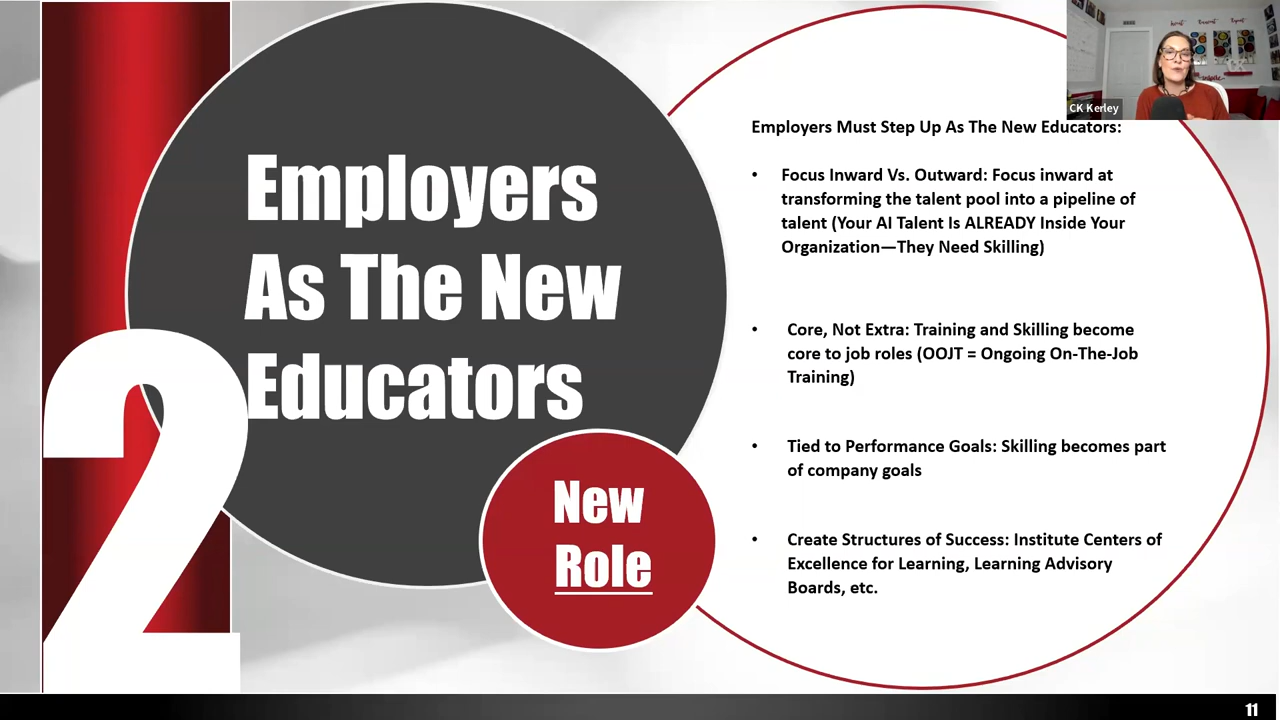 2
Employers
As The New
Educators
New
Role
Employers Must Step Up As The New Educators:
• Focus Inward Vs. Outward: Focus inward at
transforming the talent pool into a pipeline of
talent (Your AI Talent Is ALREADY Inside Your
Organization—They Need Skilling)
• Core, Not Extra: Training and Skilling become
core to job roles (OOJT = Ongoing On-The-Job
Training)
• Tied to Performance Goals: Skilling becomes part
of company goals
• Create Structures of Success: Institute Centers of
Excellence for Learning, Learning Advisory
Boards, etc.
CK Kerley
11